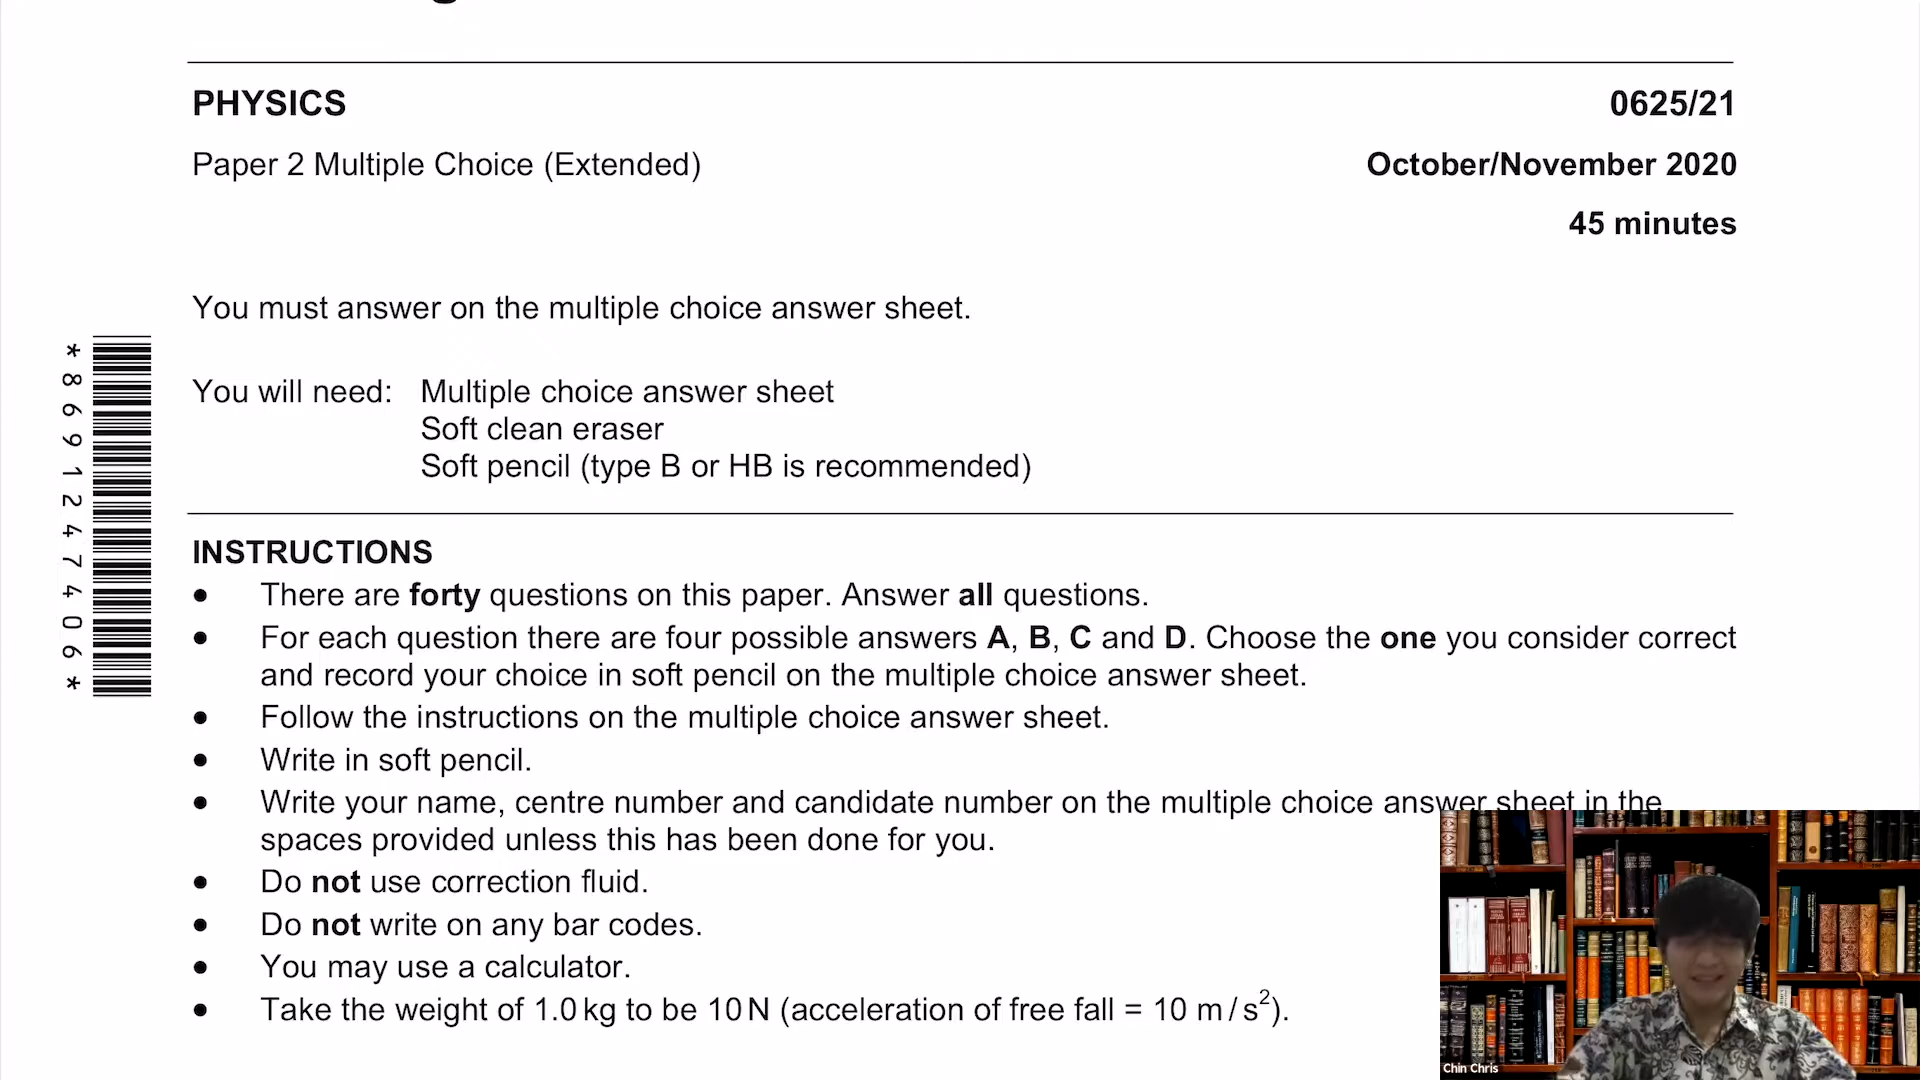 PHYSICS 0625/21
Paper 2 Multiple Choice (Extended) October/November 2020
45 minutes
You must answer on the multiple choice answer sheet.
You will need: Multiple choice answer sheet
Soft clean eraser
Soft pencil (type B or HB is recommended)
*8691247406*
INSTRUCTIONS
• There are forty questions on this paper. Answer all questions.
• For each question there are four possible answers A, B, C and D. Choose the one you consider correct
and record your choice in soft pencil on the multiple choice answer sheet.
• Follow the instructions on the multiple choice answer sheet.
• Write in soft pencil.
• Write your name, centre number and candidate number on the multiple choice answer sheet in the
spaces provided unless this has been done for you.
• Do not use correction fluid.
• Do not write on any bar codes.
• You may use a calculator.
• Take the weight of 1.0 kg to be 10 N (acceleration of free fall = 10 m/s²).
Chin Chris